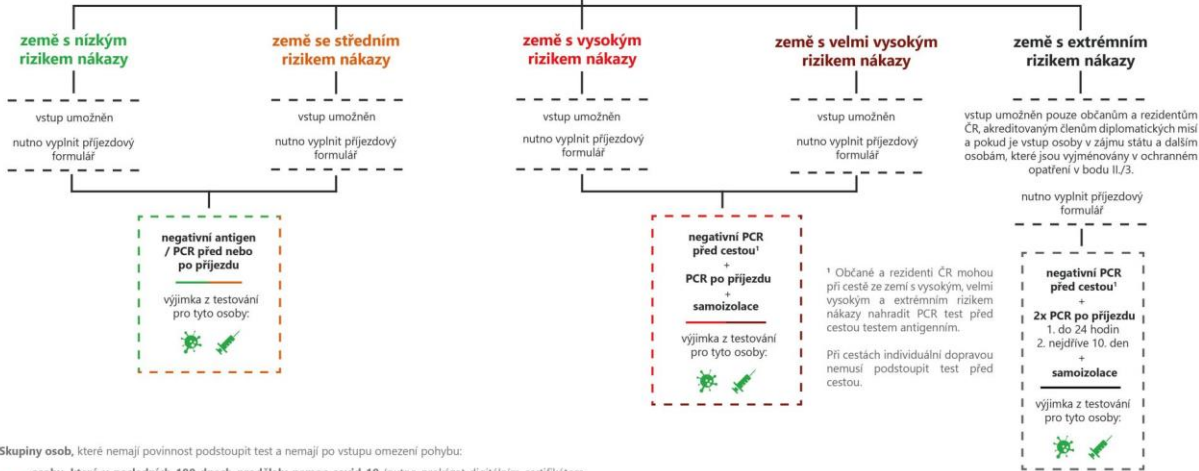 země s nízkým
rizikem nákazy
vstup umožněn
nutno vyplnit příjezdový
formulář
země se středním
rizikem nákazy
vstup umožněn
nutno vyplnit příjezdový
formulář
negativní antigen
/ PCR před nebo
po příjezdu
výjimka z testování
pro tyto osoby:
země s vysokým
rizikem nákazy
vstup umožněn
nutno vyplnit příjezdový
formulář
země s velmi vysokým
rizikem nákazy
vstup umožněn
nutno vyplnit příjezdový
formulář
negativní PCR
před cestou¹
+
PCR po příjezdu
+
samoizolace
výjimka z testování
pro tyto osoby:
¹ Občané a rezidenti ČR mohou
při cestě ze zemí s vysokým, velmi
vysokým a extrémním rizikem
nákazy nahradit PCR test před
cestou testem antigenním.
Při cestách individuální dopravou
nemusí podstoupit test před
cestou.
země s extrémním
rizikem nákazy
vstup umožněn pouze občanům a rezidentům
ČR, akreditovaným členům diplomatických misí
a pokud je vstup osoby v zájmu státu a dalším
osobám, které jsou vyjmenovány v ochranném
opatření v bodu II./3.
nutno vyplnit příjezdový
formulář
negativní PCR
před cestou¹
+
2x PCR po příjezdu
1. do 24 hodin
2. nejdříve 10. den
+
samoizolace
výjimka z testování
pro tyto osoby:
Skupiny osob, které nemají povinnost podstoupit test a nemají po vstupu omezení pohybu: